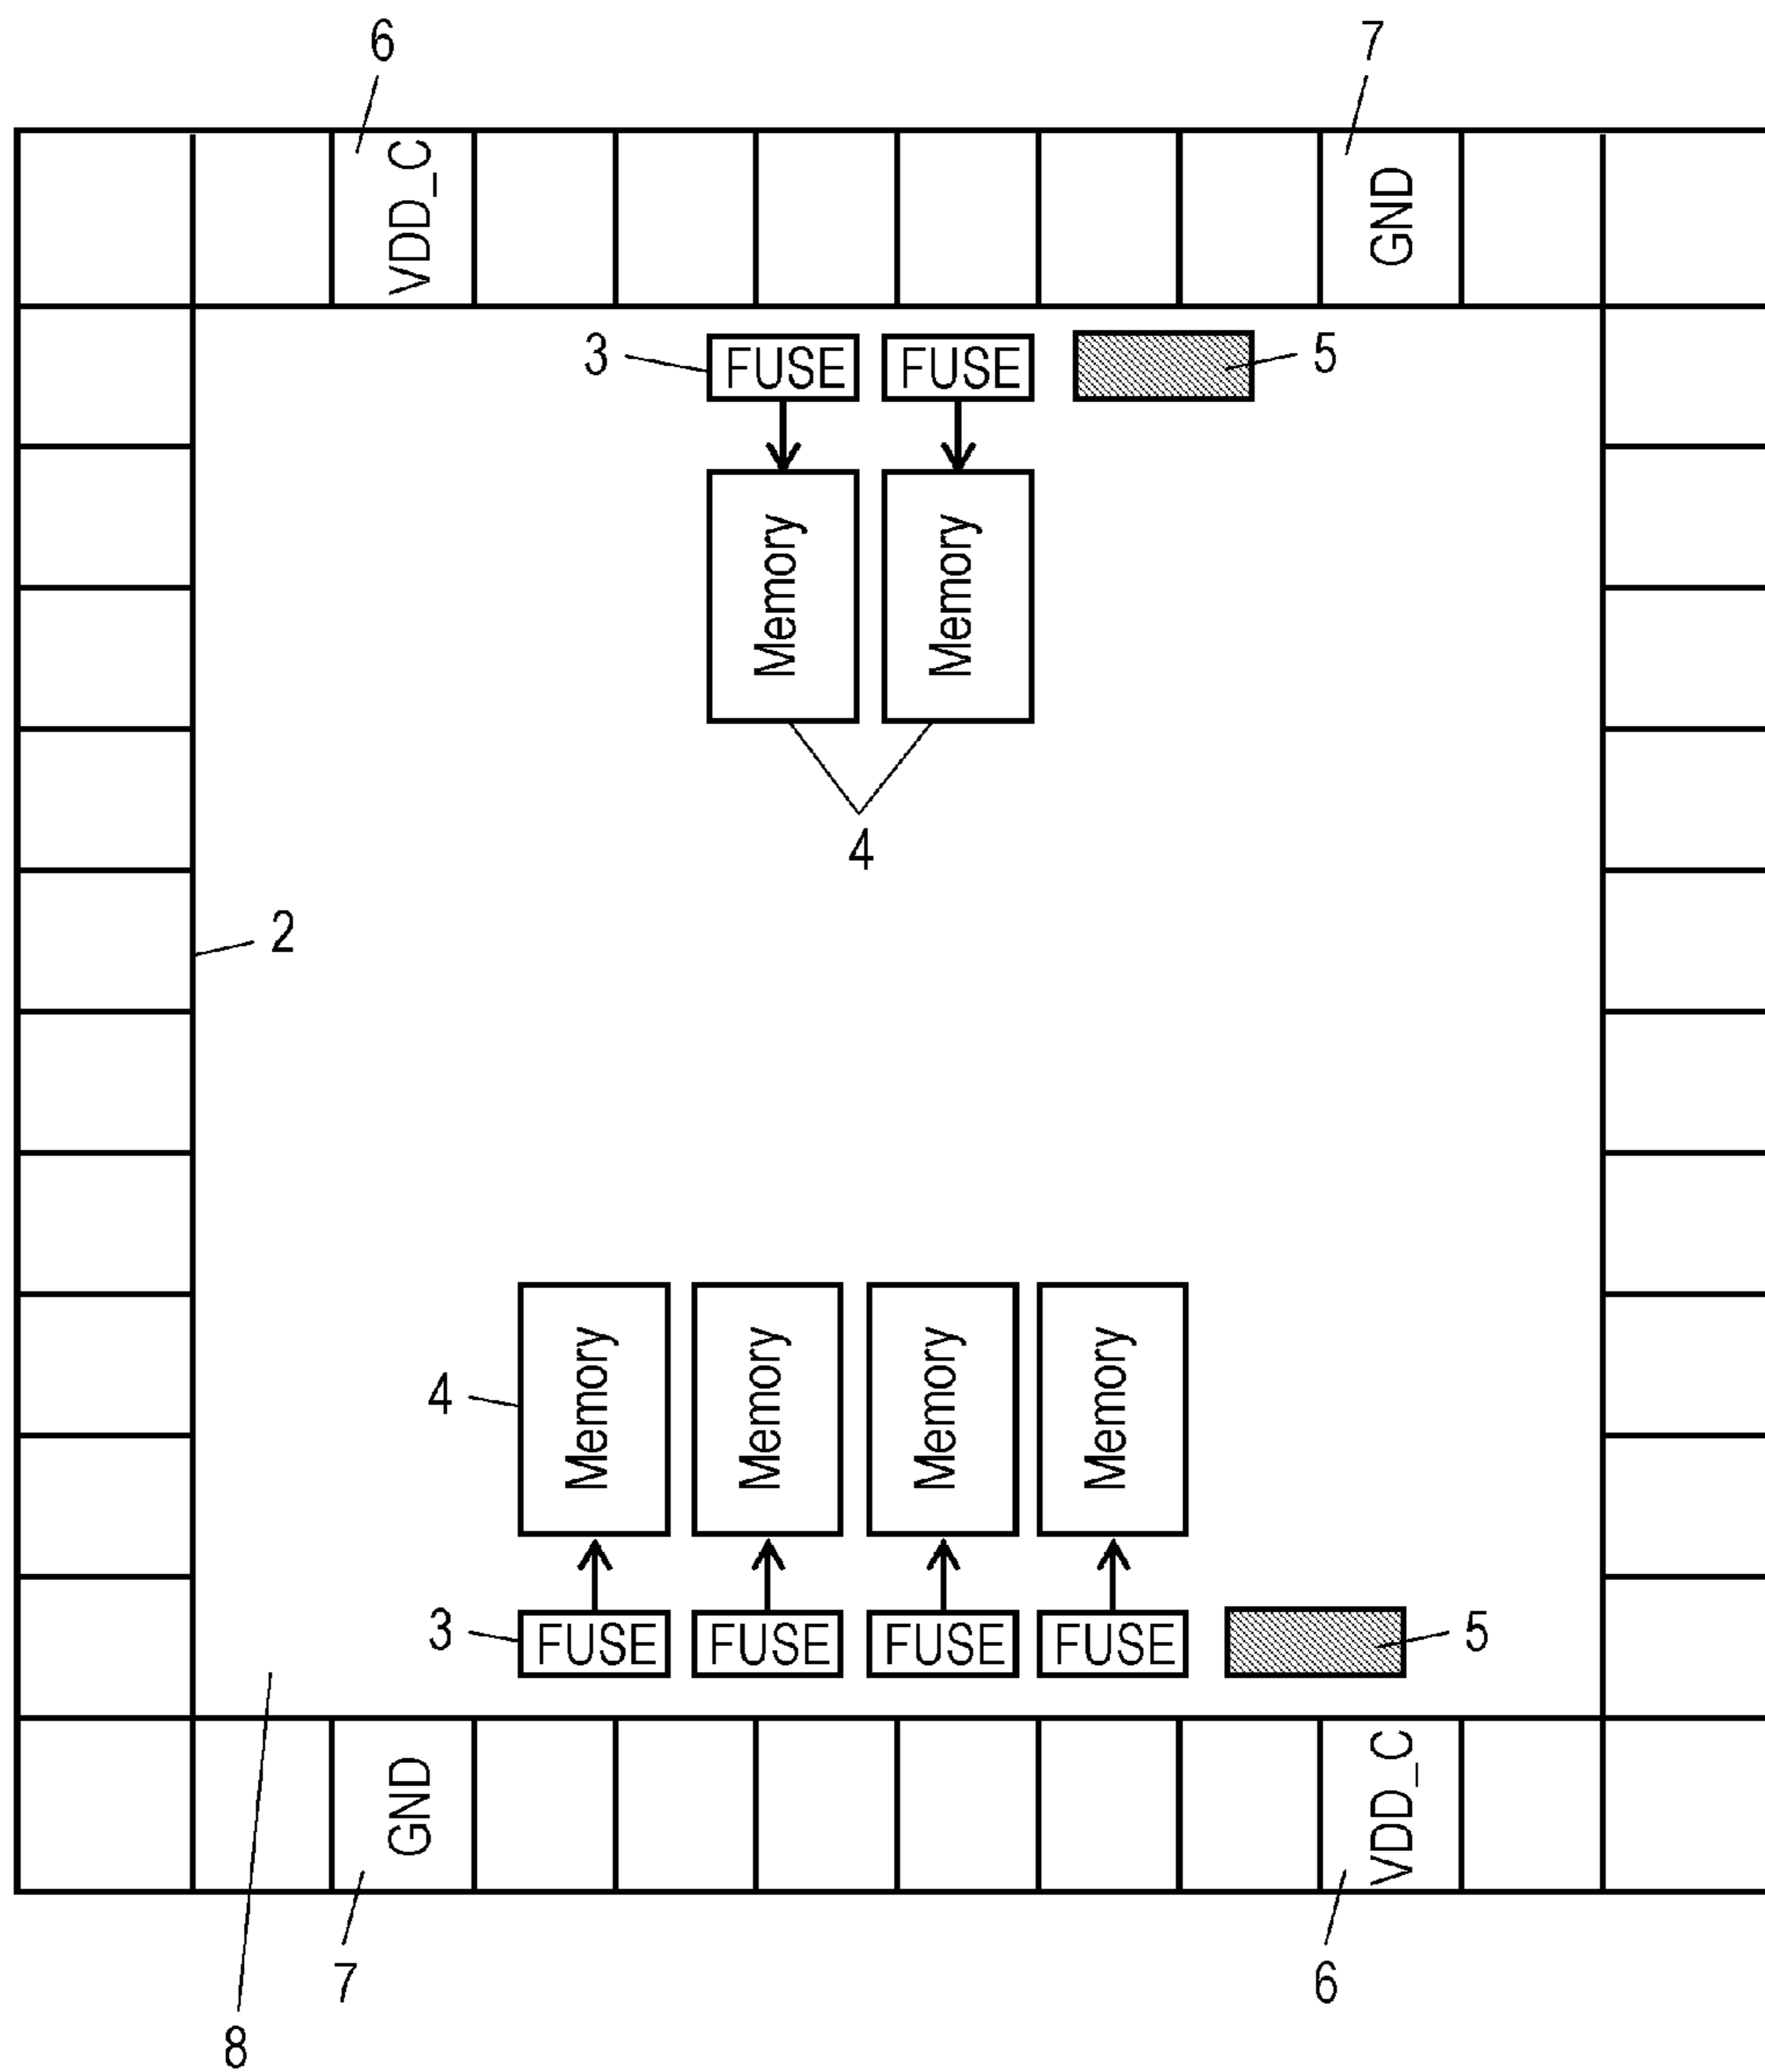 6
7
VDD_C
GND
3
FUSE
FUSE
5
Memory
Memory
4
2
4
Memory
Memory
Memory
Memory
3
FUSE
FUSE
FUSE
FUSE
5
GND
VDD_C
7
6
8